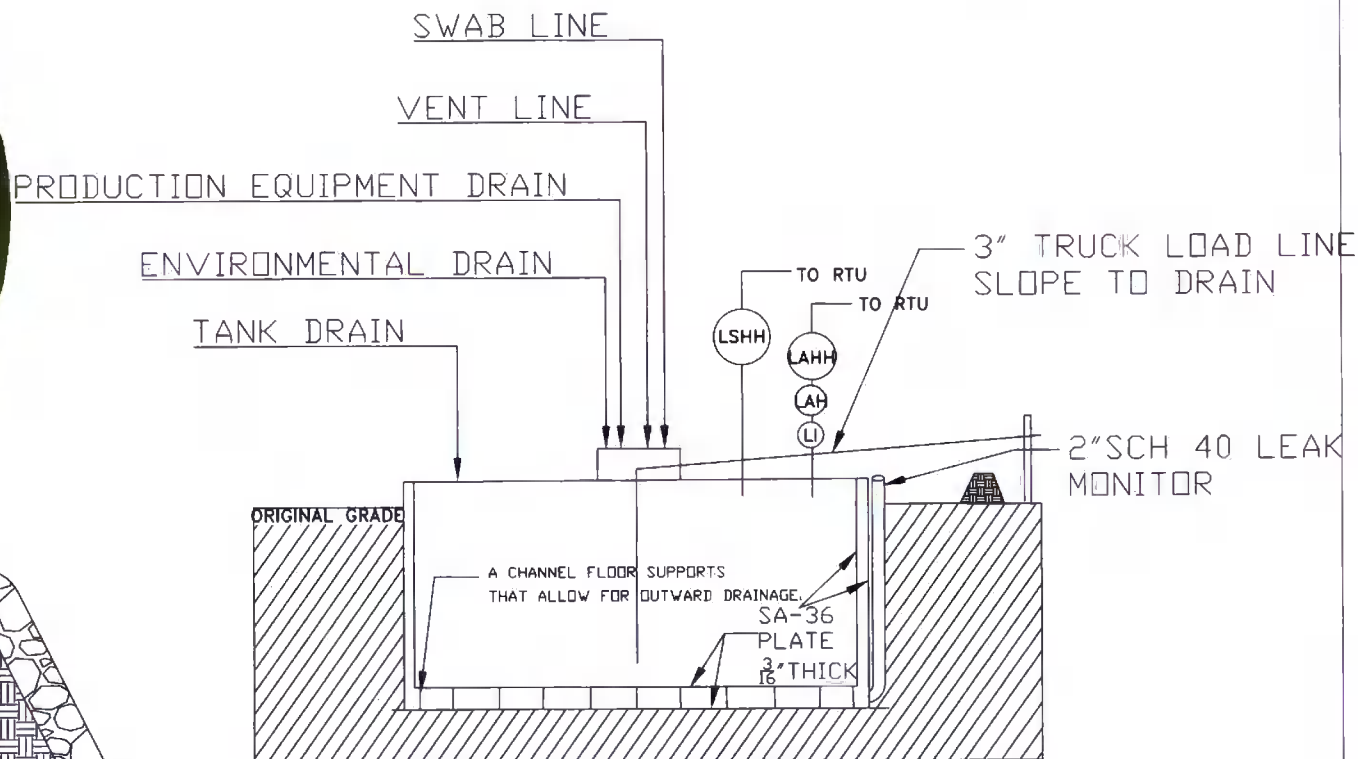 SWAB LINE
VENT LINE
PRODUCTION EQUIPMENT DRAIN
ENVIRONMENTAL DRAIN
TANK DRAIN
TO RTU
TO RTU
LSHH
LAHH
LAH
LI
3" TRUCK LOAD LINE
SLOPE TO DRAIN
2"SCH 40 LEAK
MONITOR
ORIGINAL GRADE
A CHANNEL FLOOR SUPPORTS
THAT ALLOW FOR OUTWARD DRAINAGE.
SA-36
PLATE
3/16" THICK